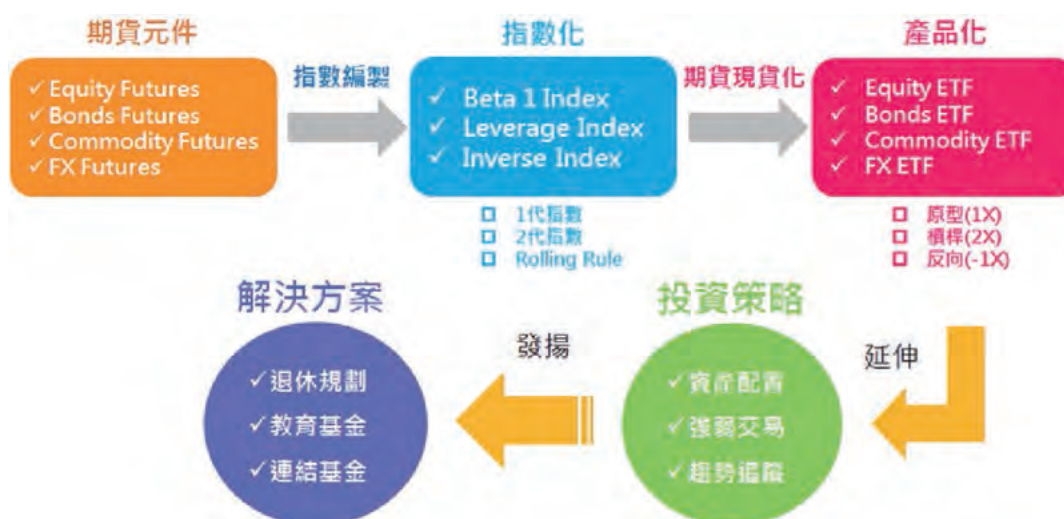 期貨元件
✓ Equity Futures
✓ Bonds Futures
✓ Commodity Futures
✓ FX Futures
指數編製
指數化
✓ Beta 1 Index
✓ Leverage Index
✓ Inverse Index
□ 1代指數
□ 2代指數
□ Rolling Rule
期貨現貨化
產品化
✓ Equity ETF
✓ Bonds ETF
✓ Commodity ETF
✓ FX ETF
□ 原型(1X)
□ 槓桿(2X)
□ 反向(-1X)
延伸
投資策略
✓ 資產配置
✓ 強弱交易
✓ 趨勢追蹤
發揚
解決方案
✓ 退休規劃
✓ 教育基金
✓ 連結基金